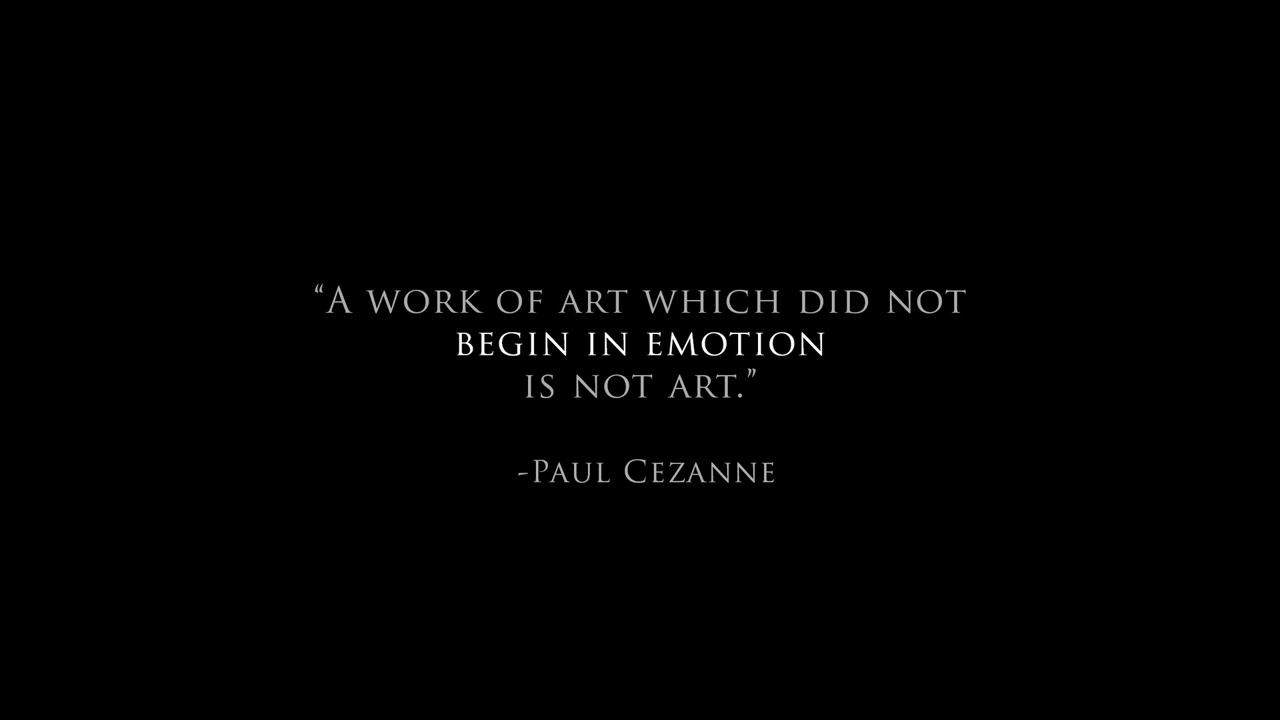 “A work of art which did not
begin in emotion
is not art.”
-Paul Cezanne